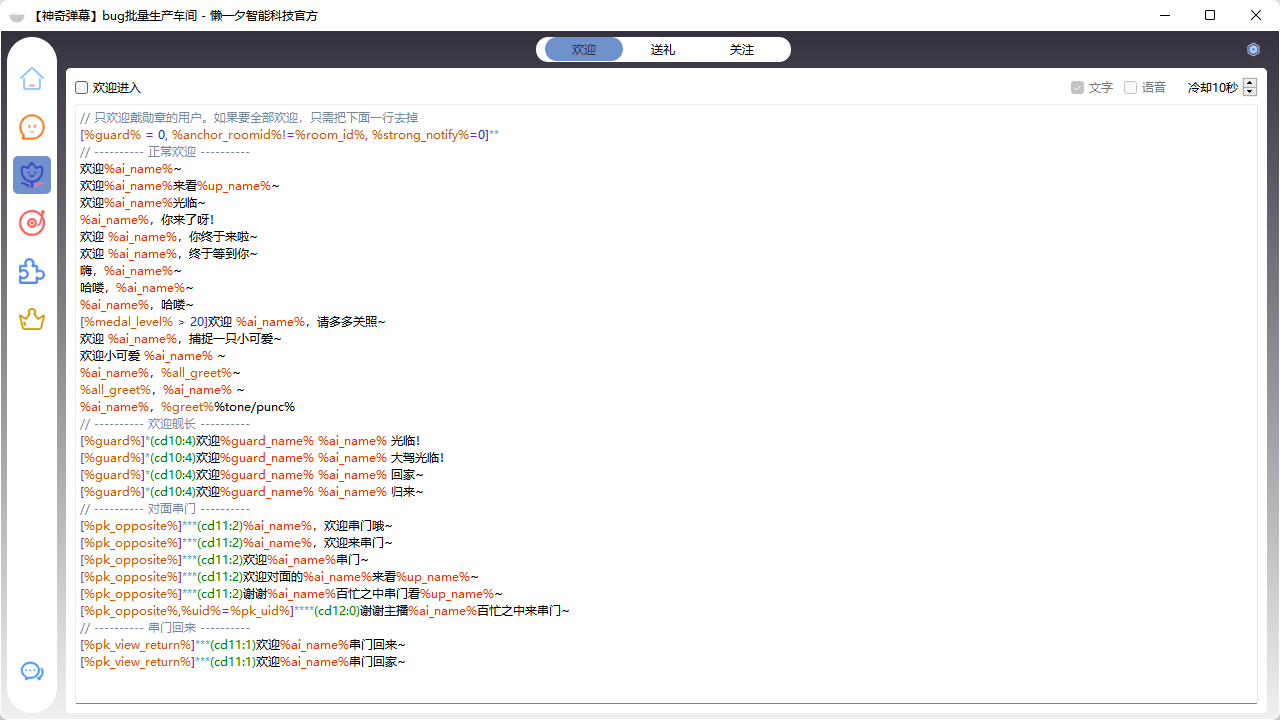 【神奇弹幕】bug批量生产车间 - 懒一夕智能科技官方
欢迎 送礼 关注
欢迎进入 文字 语音 冷却10秒
// 只欢迎戴勋章的用户。如果要全部欢迎，只需把下面一行去掉
[%guard% = 0, %anchor_roomid%!=%room_id%, %strong_notify%=0]**
// ---------- 正常欢迎 ----------
欢迎%ai_name%~
欢迎%ai_name%来看%up_name%~
欢迎%ai_name%光临~
%ai_name%，你来了呀！
欢迎 %ai_name%，你终于来啦~
欢迎 %ai_name%，终于等到你~
嗨，%ai_name%~
哈喽，%ai_name%~
%ai_name%，哈喽~
[%medal_level% > 20]欢迎 %ai_name%，请多多关照~
欢迎 %ai_name%，捕捉一只小可爱~
欢迎小可爱 %ai_name% ~
%ai_name%，%all_greet%~
%all_greet%，%ai_name% ~
%ai_name%，%greet%%tone/punc%
// ---------- 欢迎舰长 ----------
[%guard%]*(cd10:4)欢迎%guard_name% %ai_name% 光临！
[%guard%]*(cd10:4)欢迎%guard_name% %ai_name% 大驾光临！
[%guard%]*(cd10:4)欢迎%guard_name% %ai_name% 回家~
[%guard%]*(cd10:4)欢迎%guard_name% %ai_name% 归来~
// ---------- 对面串门 ----------
[%pk_opposite%]***(cd11:2)%ai_name%，欢迎串门哦~
[%pk_opposite%]***(cd11:2)%ai_name%，欢迎来串门~
[%pk_opposite%]***(cd11:2)欢迎%ai_name%串门~
[%pk_opposite%]***(cd11:2)欢迎对面的%ai_name%来看%up_name%~
[%pk_opposite%]***(cd11:2)谢谢%ai_name%百忙之中串门看%up_name%~
[%pk_opposite%,%uid%=%pk_uid%]****(cd12:0)谢谢主播%ai_name%百忙之中来串门~
// ---------- 串门回来 ----------
[%pk_view_return%]***(cd11:1)欢迎%ai_name%串门回来~
[%pk_view_return%]***(cd11:1)欢迎%ai_name%串门回家~